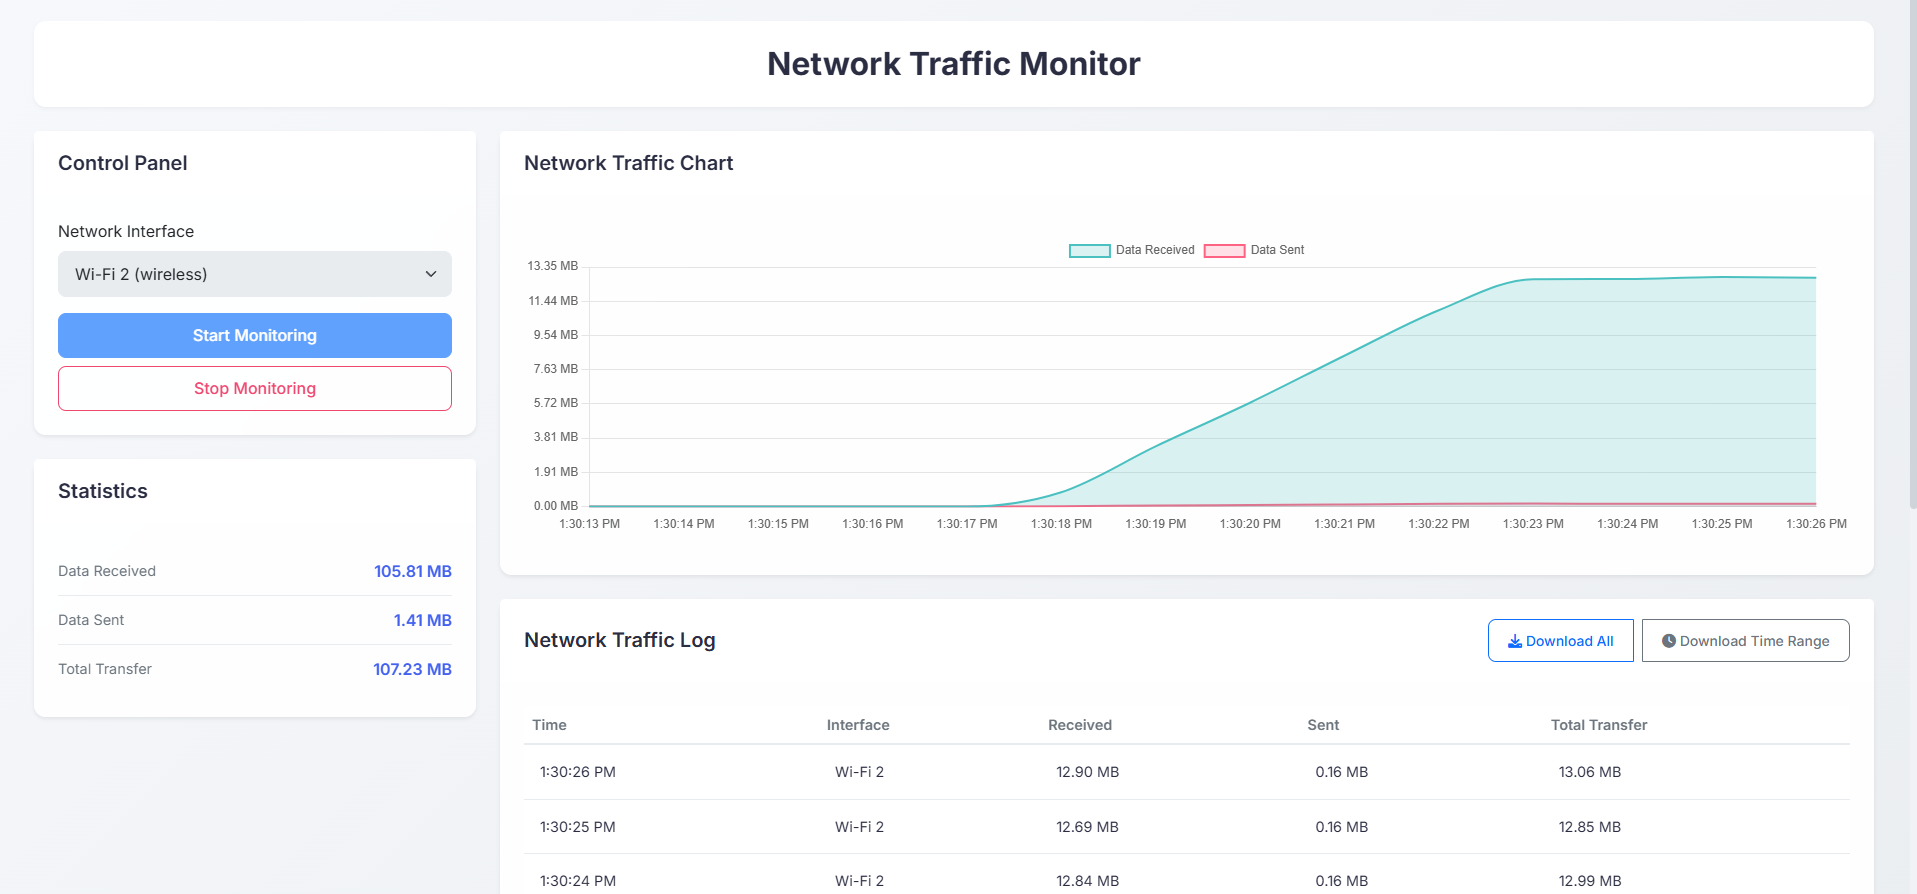 Network Traffic Monitor
Control Panel
Network Interface
Wi-Fi 2 (wireless)
Start Monitoring
Stop Monitoring
Statistics
Data Received 105.81 MB
Data Sent 1.41 MB
Total Transfer 107.23 MB
Network Traffic Chart
Data Received Data Sent
13.35 MB
11.44 MB
9.54 MB
7.63 MB
5.72 MB
3.81 MB
1.91 MB
0.00 MB
1:30:13 PM 1:30:14 PM 1:30:15 PM 1:30:16 PM 1:30:17 PM 1:30:18 PM 1:30:19 PM 1:30:20 PM 1:30:21 PM 1:30:22 PM 1:30:23 PM 1:30:24 PM 1:30:25 PM 1:30:26 PM
Network Traffic Log
Download All Download Time Range
Time Interface Received Sent Total Transfer
1:30:26 PM Wi-Fi 2 12.90 MB 0.16 MB 13.06 MB
1:30:25 PM Wi-Fi 2 12.69 MB 0.16 MB 12.85 MB
1:30:24 PM Wi-Fi 2 12.84 MB 0.16 MB 12.99 MB